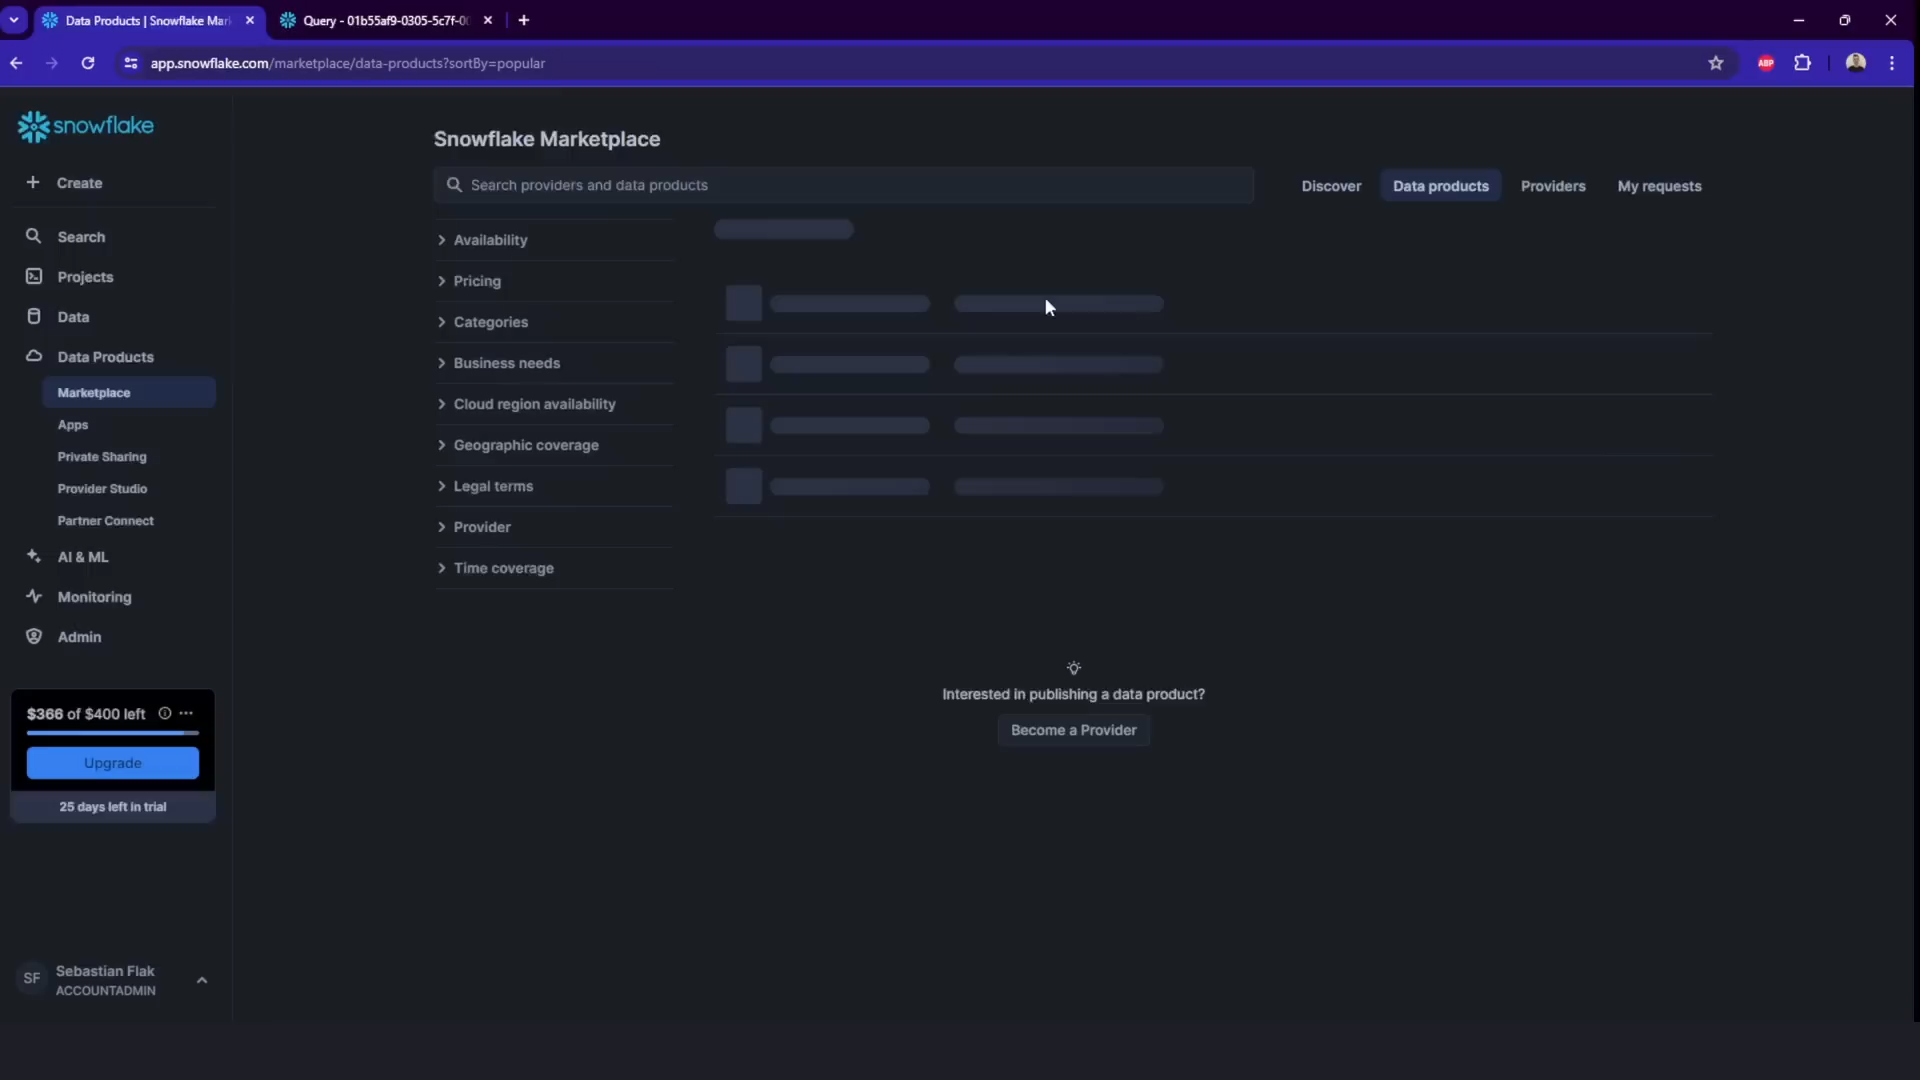 Data Products | Snowflake Mar
Query - 01b55af9-0305-5c7f-00
app.snowflake.com/marketplace/data-products?sortBy=popular
ABP
snowflake
Create
Search
Projects
Data
Data Products
Marketplace
Apps
Private Sharing
Provider Studio
Partner Connect
AI & ML
Monitoring
Admin
$366 of $400 left
Upgrade
25 days left in trial
SF
Sebastian Flak
ACCOUNTADMIN
Snowflake Marketplace
Search providers and data products
Discover
Data products
Providers
My requests
Availability
Pricing
Categories
Business needs
Cloud region availability
Geographic coverage
Legal terms
Provider
Time coverage
Interested in publishing a data product?
Become a Provider